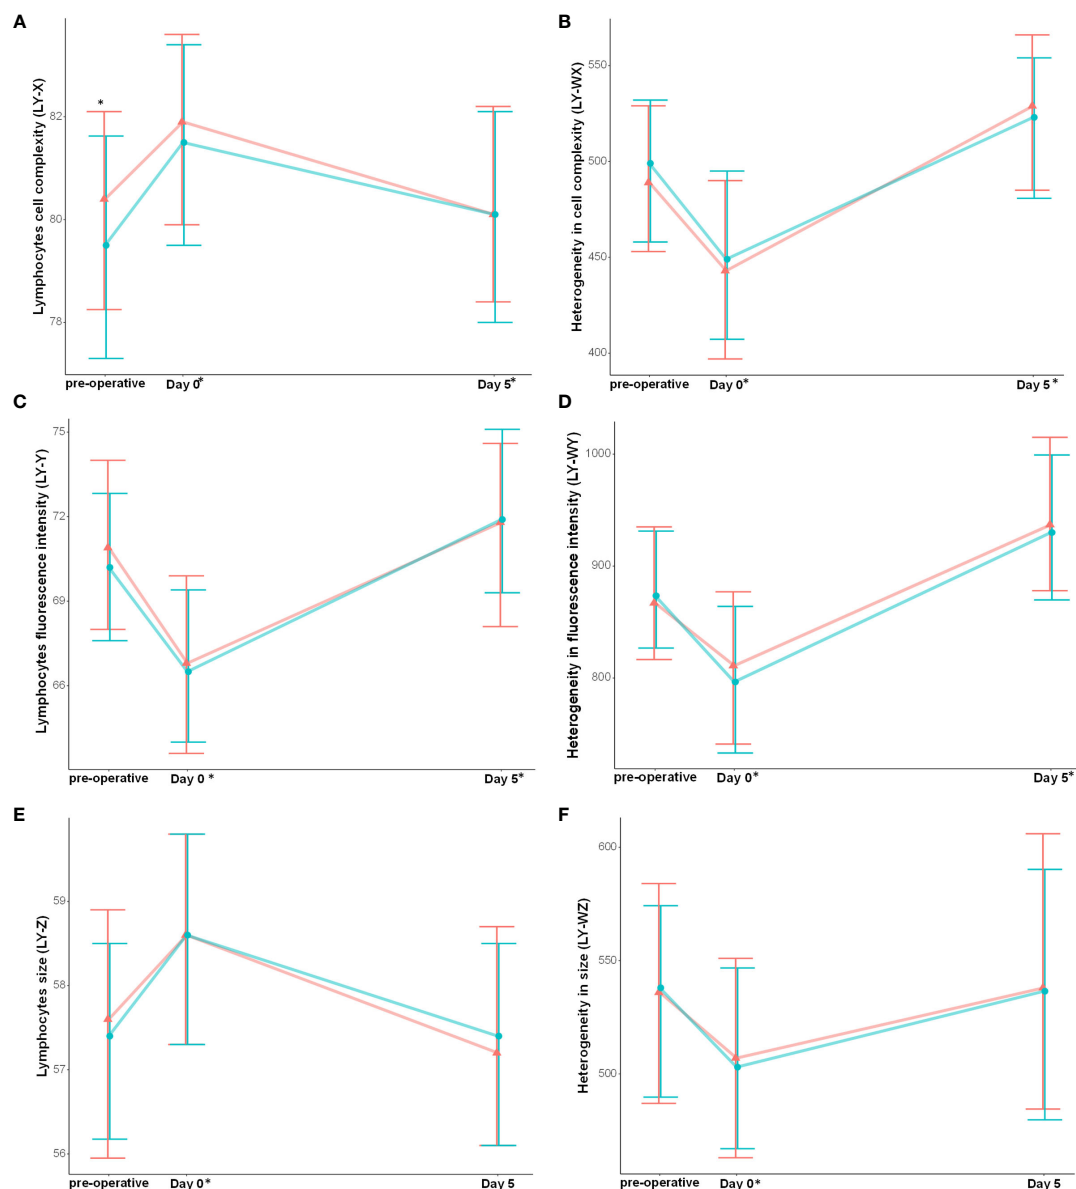 A
Lymphocytes cell complexity (LY-X)
82
80
78
*
pre-operative Day 0* Day 5*
B
Heterogeneity in cell complexity (LY-WX)
550
500
450
400
pre-operative Day 0* Day 5 *
C
Lymphocytes fluorescence intensity (LY-Y)
75
72
69
66
pre-operative Day 0 * Day 5*
D
Heterogeneity in fluorescence intensity (LY-WY)
1000
900
800
pre-operative Day 0* Day 5*
E
Lymphocytes size (LY-Z)
59
58
57
56
pre-operative Day 0* Day 5
F
Heterogeneity in size (LY-WZ)
600
550
500
pre-operative Day 0* Day 5